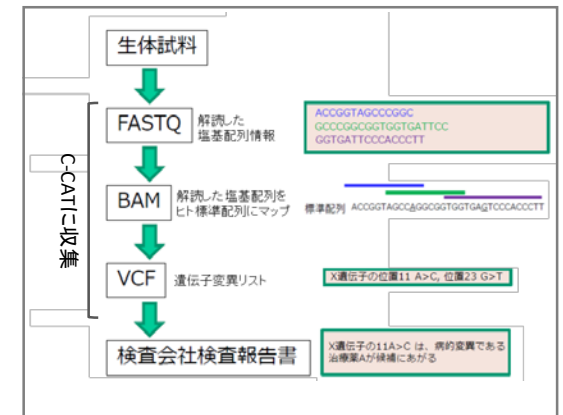 生体試料
FASTQ
解読した
塩基配列情報
ACCGGTAGCCCGGC
GCCCGGCGGTGGTGATTCC
GGTGATTCCCACCCTT
C-CATに収集
BAM
解読した塩基配列を
ヒト標準配列にマップ
標準配列 ACCGGTAGCCAGGCGGTGGTGAGTCCCACCCTT
VCF
遺伝子変異リスト
X遺伝子の位置11 A>C, 位置23 G>T
検査会社検査報告書
X遺伝子の11A>C は、病的変異である
治療薬Aが候補にあがる